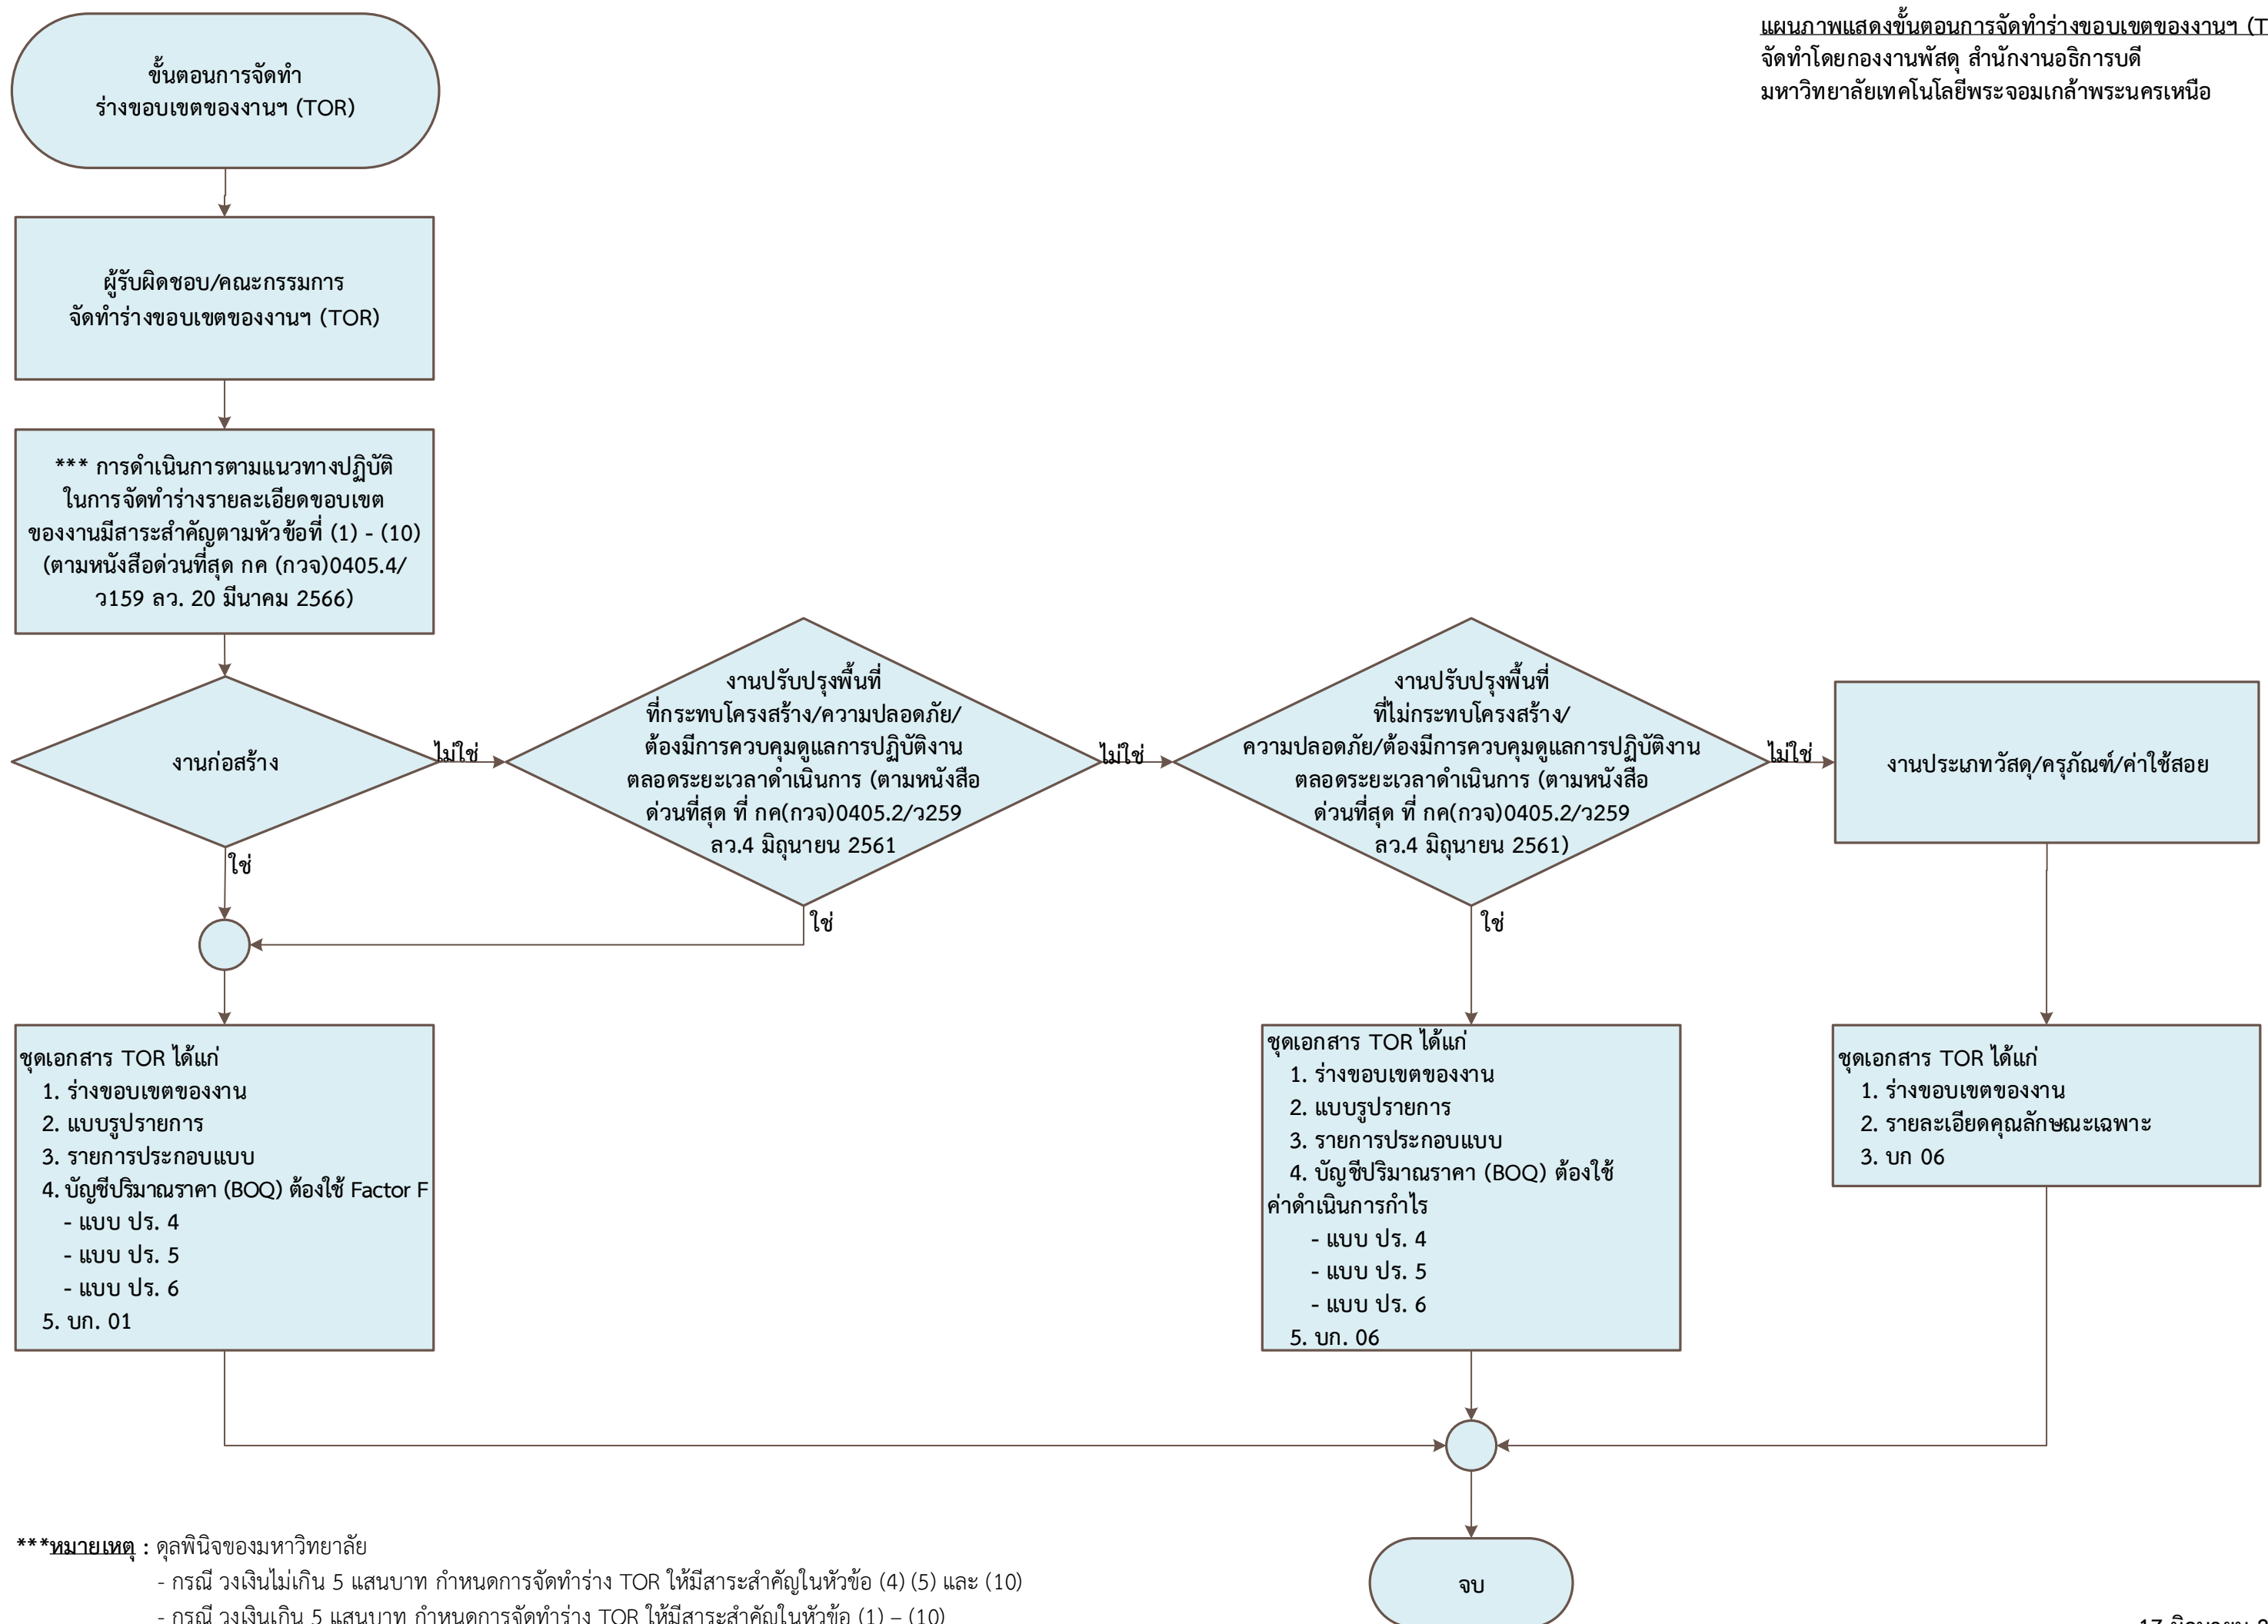 แผนภาพแสดงขั้นตอนการจัดทำร่างขอบเขตของงานฯ (T
จัดทำโดยกองงานพัสดุ สำนักงานอธิการบดี
มหาวิทยาลัยเทคโนโลยีพระจอมเกล้าพระนครเหนือ
ขั้นตอนการจัดทำ
ร่างขอบเขตของงานฯ (TOR)
ผู้รับผิดชอบ/คณะกรรมการ
จัดทำร่างขอบเขตของงานฯ (TOR)
*** การดำเนินการตามแนวทางปฏิบัติ
ในการจัดทำร่างรายละเอียดขอบเขต
ของงานมีสาระสำคัญตามหัวข้อที่ (1) - (10)
(ตามหนังสือด่วนที่สุด กค (กวจ)0405.4/
ว159 ลว. 20 มีนาคม 2566)
งานก่อสร้าง
ไม่ใช่
ใช่
งานปรับปรุงพื้นที่
ที่กระทบโครงสร้าง/ความปลอดภัย/
ต้องมีการควบคุมดูแลการปฏิบัติงาน
ตลอดระยะเวลาดำเนินการ (ตามหนังสือ
ด่วนที่สุด ที่ กค(กวจ)0405.2/ว259
ลว.4 มิถุนายน 2561
ไม่ใช่
ใช่
งานปรับปรุงพื้นที่
ที่ไม่กระทบโครงสร้าง/
ความปลอดภัย/ต้องมีการควบคุมดูแลการปฏิบัติงาน
ตลอดระยะเวลาดำเนินการ (ตามหนังสือ
ด่วนที่สุด ที่ กค(กวจ)0405.2/ว259
ลว.4 มิถุนายน 2561)
ไม่ใช่
ใช่
งานประเภทวัสดุ/ครุภัณฑ์/ค่าใช้สอย
ชุดเอกสาร TOR ได้แก่
1. ร่างขอบเขตของงาน
2. แบบรูปรายการ
3. รายการประกอบแบบ
4. บัญชีปริมาณราคา (BOQ) ต้องใช้ Factor F
- แบบ ปร. 4
- แบบ ปร. 5
- แบบ ปร. 6
5. บก. 01
ชุดเอกสาร TOR ได้แก่
1. ร่างขอบเขตของงาน
2. แบบรูปรายการ
3. รายการประกอบแบบ
4. บัญชีปริมาณราคา (BOQ) ต้องใช้
ค่าดำเนินการกำไร
- แบบ ปร. 4
- แบบ ปร. 5
- แบบ ปร. 6
5. บก. 06
ชุดเอกสาร TOR ได้แก่
1. ร่างขอบเขตของงาน
2. รายละเอียดคุณลักษณะเฉพาะ
3. บก 06
จบ
***หมายเหตุ : ดุลพินิจของมหาวิทยาลัย
- กรณี วงเงินไม่เกิน 5 แสนบาท กำหนดการจัดทำร่าง TOR ให้มีสาระสำคัญในหัวข้อ (4) (5) และ (10)
- กรณี วงเงินเกิน 5 แสนบาท กำหนดการจัดทำร่าง TOR ให้มีสาระสำคัญในหัวข้อ (1) – (10)
17 มิถุนายน